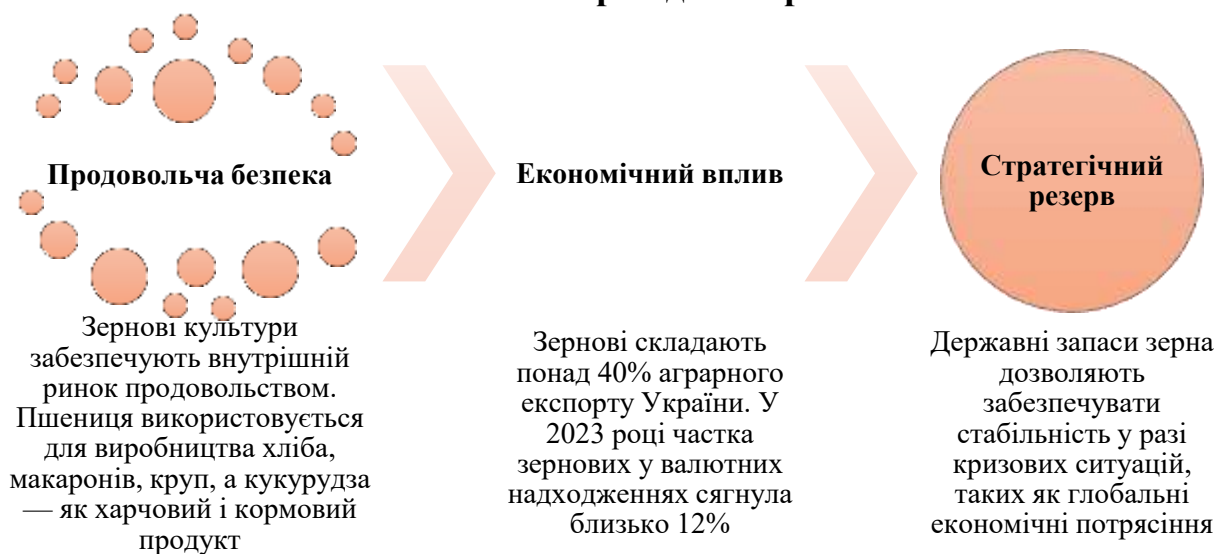 Продовольча безпека
Зернові культури
забезпечують внутрішній
ринок продовольством.
Пшениця використовується
для виробництва хліба,
макаронів, круп, а кукурудза
— як харчовий і кормовий
продукт
Економічний вплив
Зернові складають
понад 40% аграрного
експорту України. У
2023 році частка
зернових у валютних
надходженнях сягнула
близько 12%
Стратегічний
резерв
Державні запаси зерна
дозволяють
забезпечувати
стабільність у разі
кризових ситуацій,
таких як глобальні
економічні потрясіння